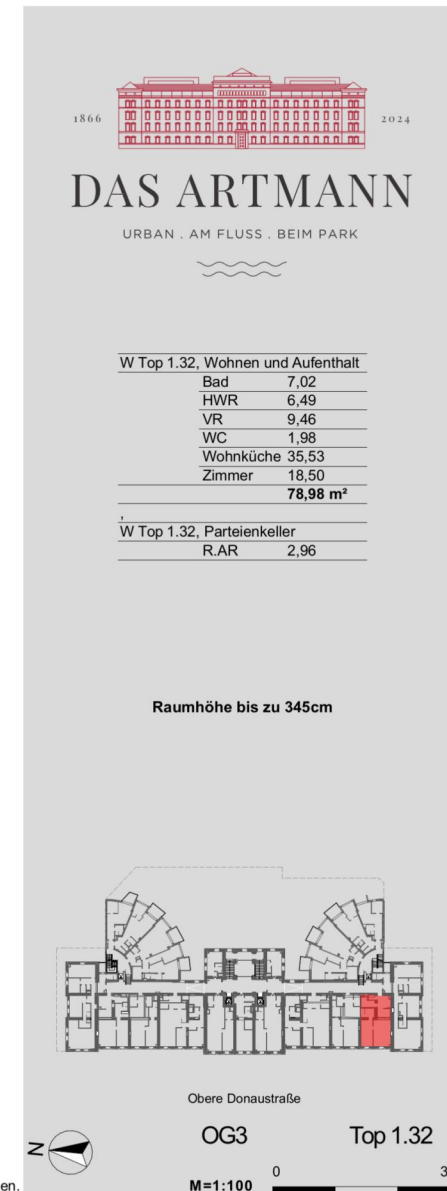 1866 2024
DAS ARTMANN
URBAN . AM FLUSS . BEIM PARK
W Top 1.32, Wohnen und Aufenthalt
Bad 7,02
HWR 6,49
VR 9,46
WC 1,98
Wohnküche 35,53
Zimmer 18,50
78,98 m²
,
W Top 1.32, Parteienkeller
R.AR 2,96
Raumhöhe bis zu 345cm
Obere Donaustraße
N
OG3 Top 1.32
0 3
en. M=1:100